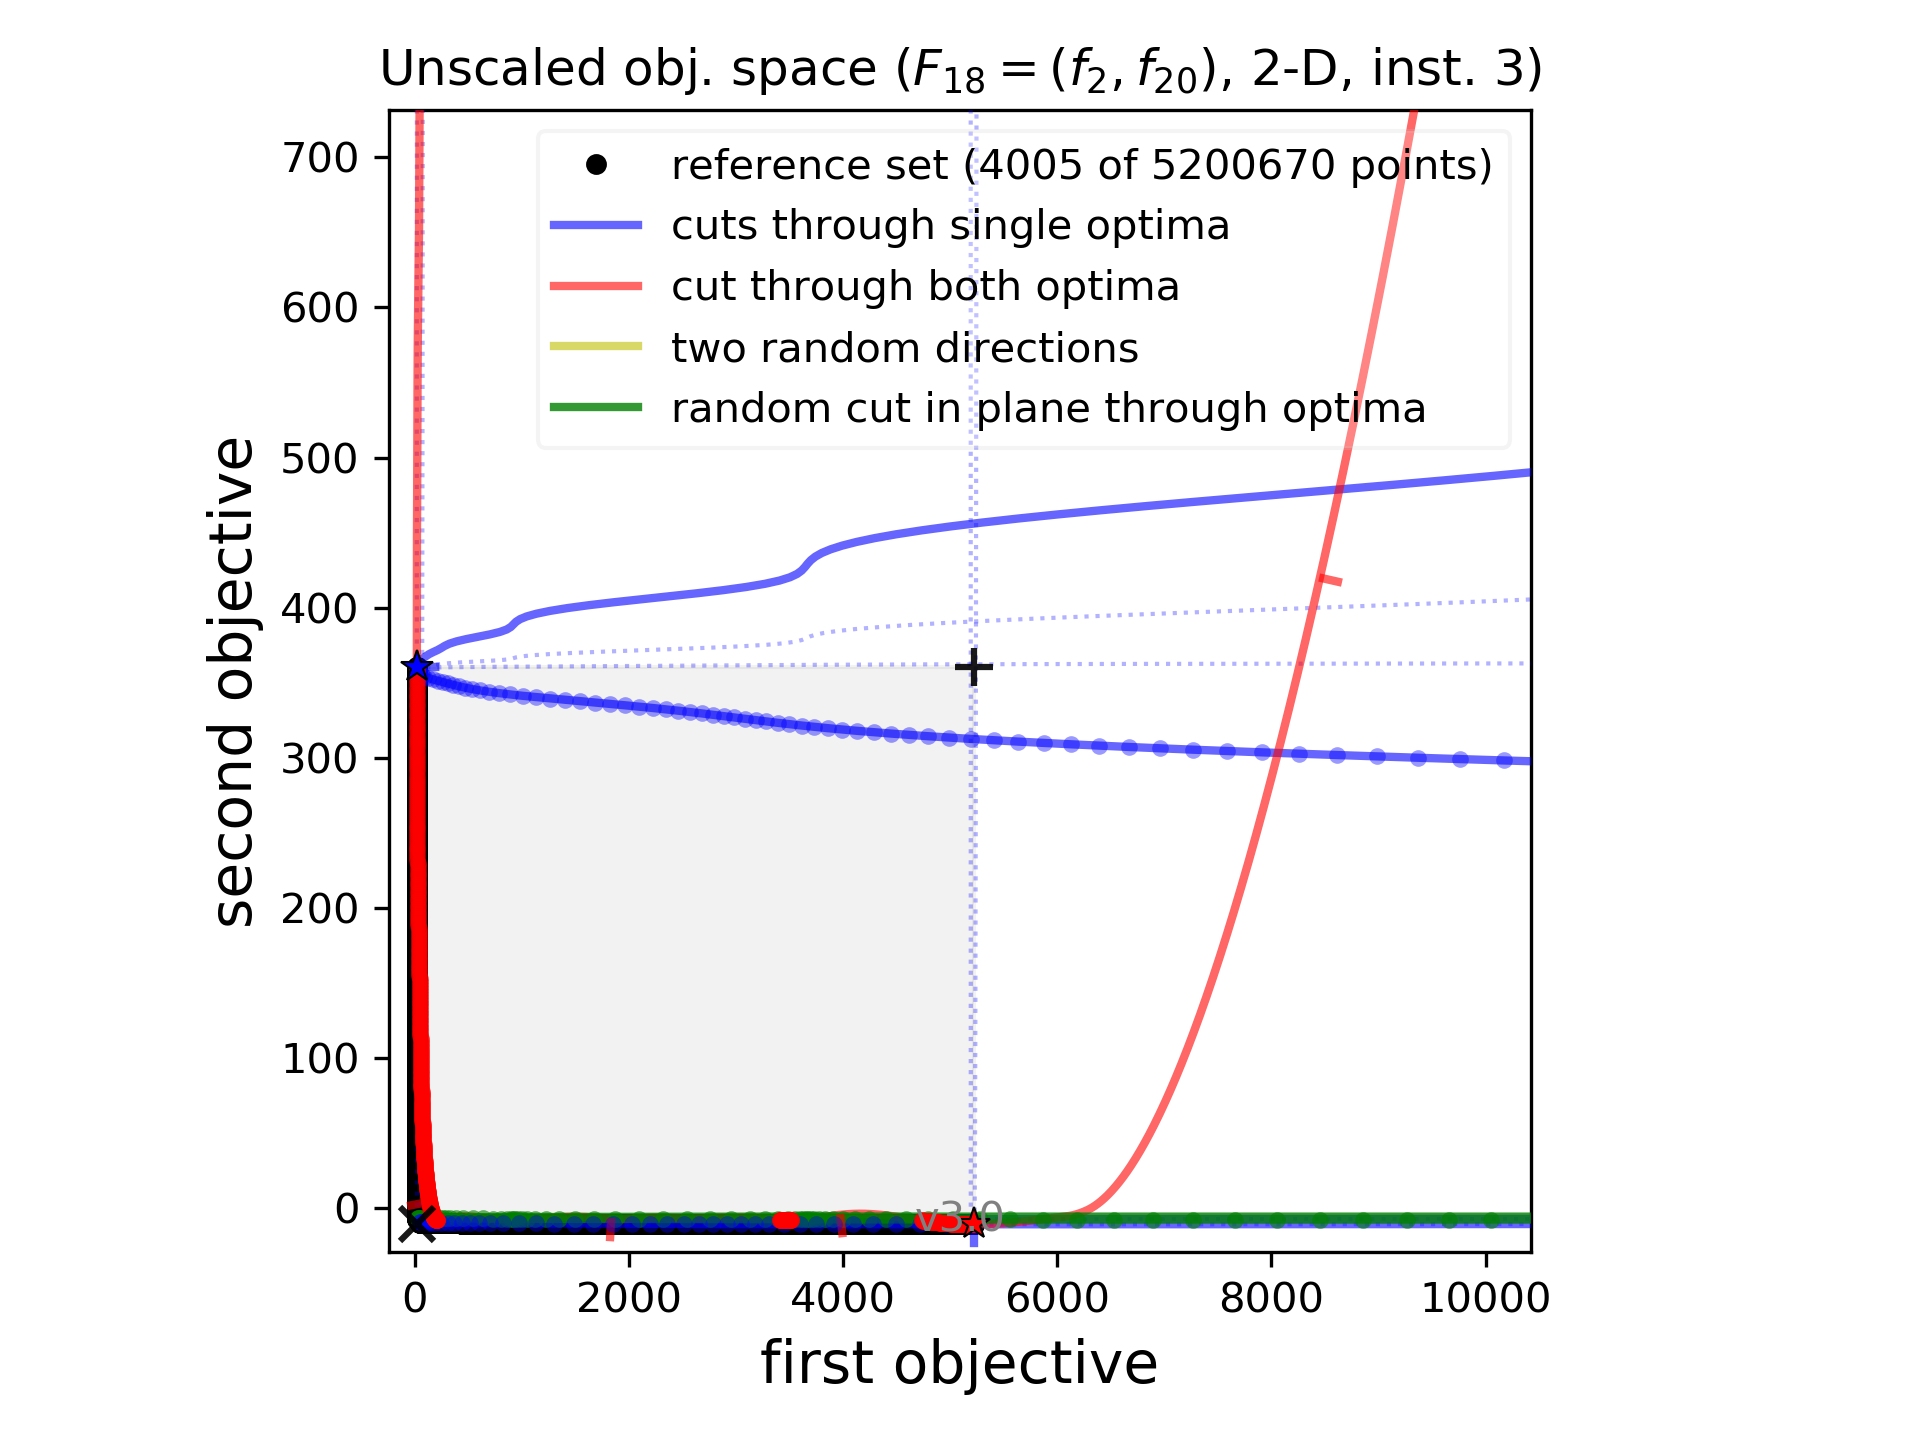 Unscaled obj. space (F18 = (f2, f20), 2-D, inst. 3)
reference set (4005 of 5200670 points)
cuts through single optima
cut through both optima
two random directions
random cut in plane through optima
700
600
500
400
300
200
100
0
second objective
v3.0
0 2000 4000 6000 8000 10000
first objective